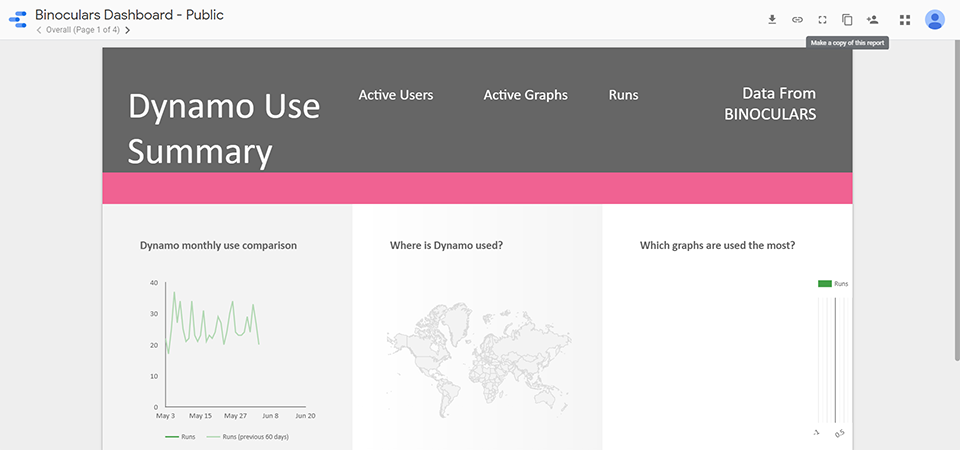 Binoculars Dashboard - Public
Overall (Page 1 of 4)
Make a copy of this report
Dynamo Use
Summary
Active Users
Active Graphs
Runs
Data From
BINOCULARS
Dynamo monthly use comparison
40
30
20
10
0
May 3 May 15 May 27 Jun 8 Jun 20
Runs Runs (previous 60 days)
Where is Dynamo used?
Which graphs are used the most?
Runs
-1 0.5